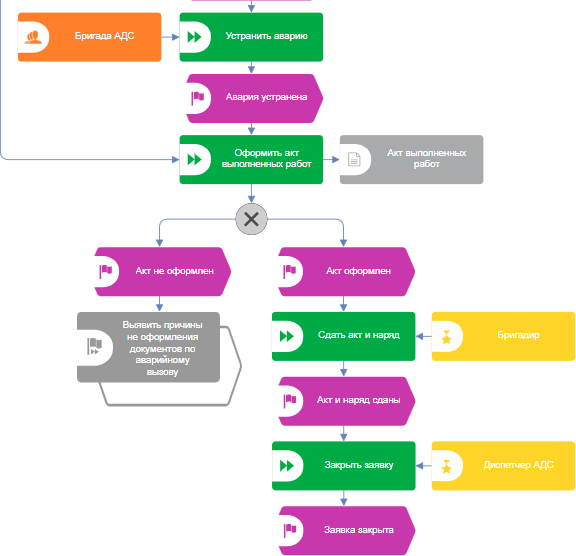 Бригада АДС
Устранить аварию
Авария устранена
Оформить акт
выполненных работ
Акт выполненных
работ
Акт не оформлен
Акт оформлен
Выявить причины
не оформления
документов по
аварийному
вызову
Сдать акт и наряд
Бригадир
Акт и наряд сданы
Закрыть заявку
Диспетчер АДС
Заявка закрыта